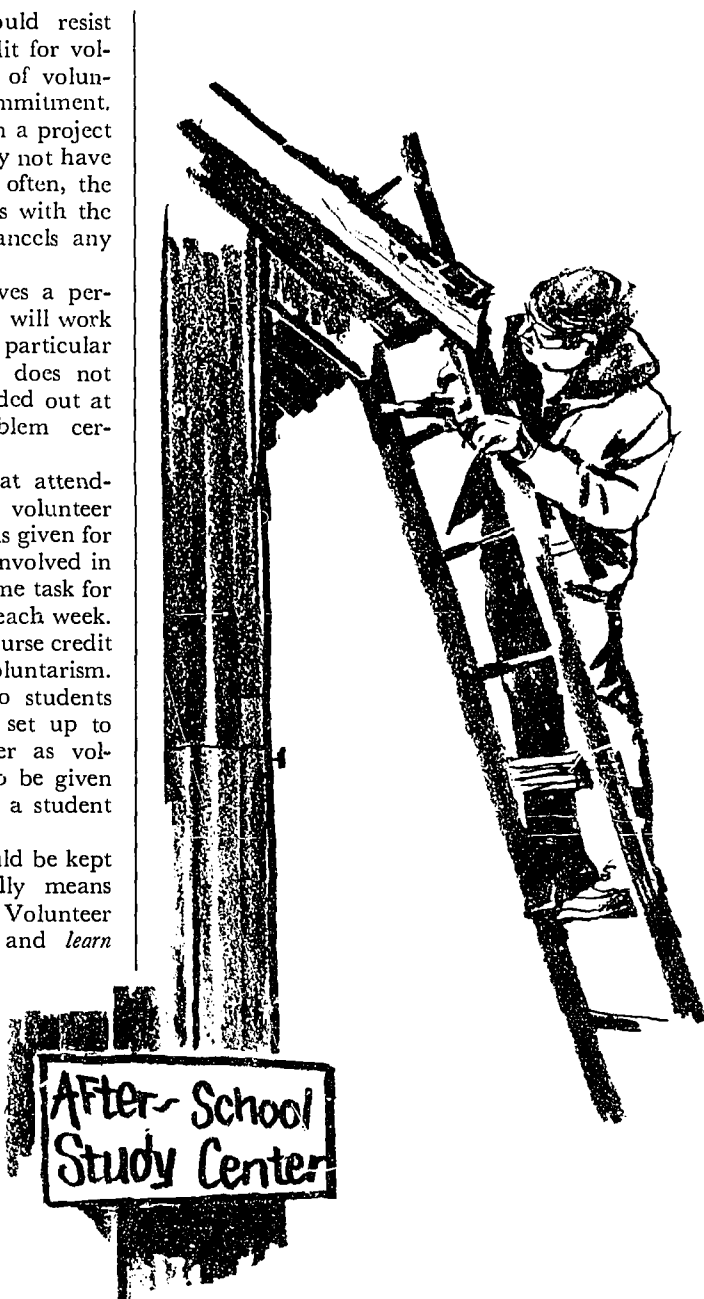 ould resist
lit for vol-
of volun-
mmitment.
n a project
y not have
often, the
s with the
ancels any
ves a per-
will work
particular
does not
ded out at
blem cer-
at attend-
volunteer
is given for
nvolved in
me task for
each week.
urse credit
oluntarism.
o students
set up to
er as vol-
o be given
a student
ld be kept
lly means
Volunteer
and learn
AFter- School
Study Center